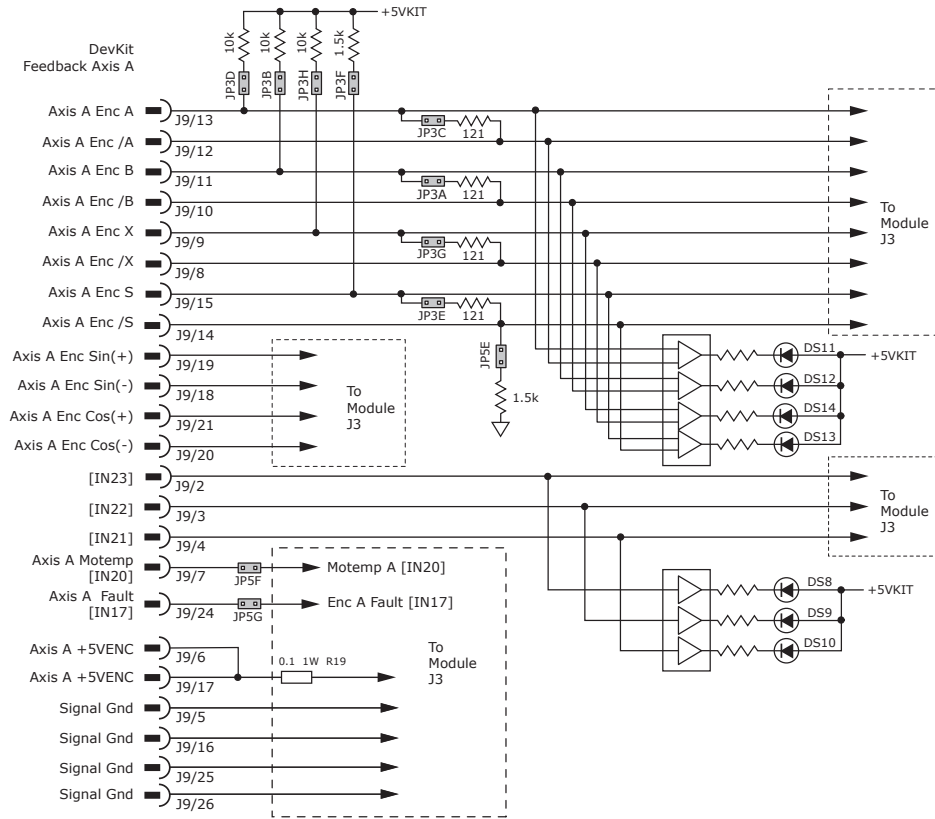 +5VKIT
10k
10k
10k
1.5k
DevKit
Feedback Axis A
JP3D
JP3B
JP3H
JP3F
Axis A Enc A
J9/13
JP3C
121
Axis A Enc /A
J9/12
Axis A Enc B
J9/11
JP3A
121
Axis A Enc /B
J9/10
Axis A Enc X
J9/9
JP3G
121
Axis A Enc /X
J9/8
Axis A Enc S
J9/15
JP3E
121
Axis A Enc /S
J9/14
To
Module
J3
Axis A Enc Sin(+)
J9/19
Axis A Enc Sin(-)
J9/18
Axis A Enc Cos(+)
J9/21
Axis A Enc Cos(-)
J9/20
To
Module
J3
JP5E
1.5k
DS11
+5VKIT
DS12
DS14
DS13
[IN23]
J9/2
[IN22]
J9/3
[IN21]
J9/4
To
Module
J3
Axis A Motemp
[IN20]
J9/7
JP5F
Motemp A [IN20]
Axis A Fault
[IN17]
J9/24
JP5G
Enc A Fault [IN17]
DS8
+5VKIT
DS9
DS10
Axis A +5VENC
J9/6
Axis A +5VENC
J9/17
0.1 1W R19
To
Module
J3
Signal Gnd
J9/5
Signal Gnd
J9/16
Signal Gnd
J9/25
Signal Gnd
J9/26